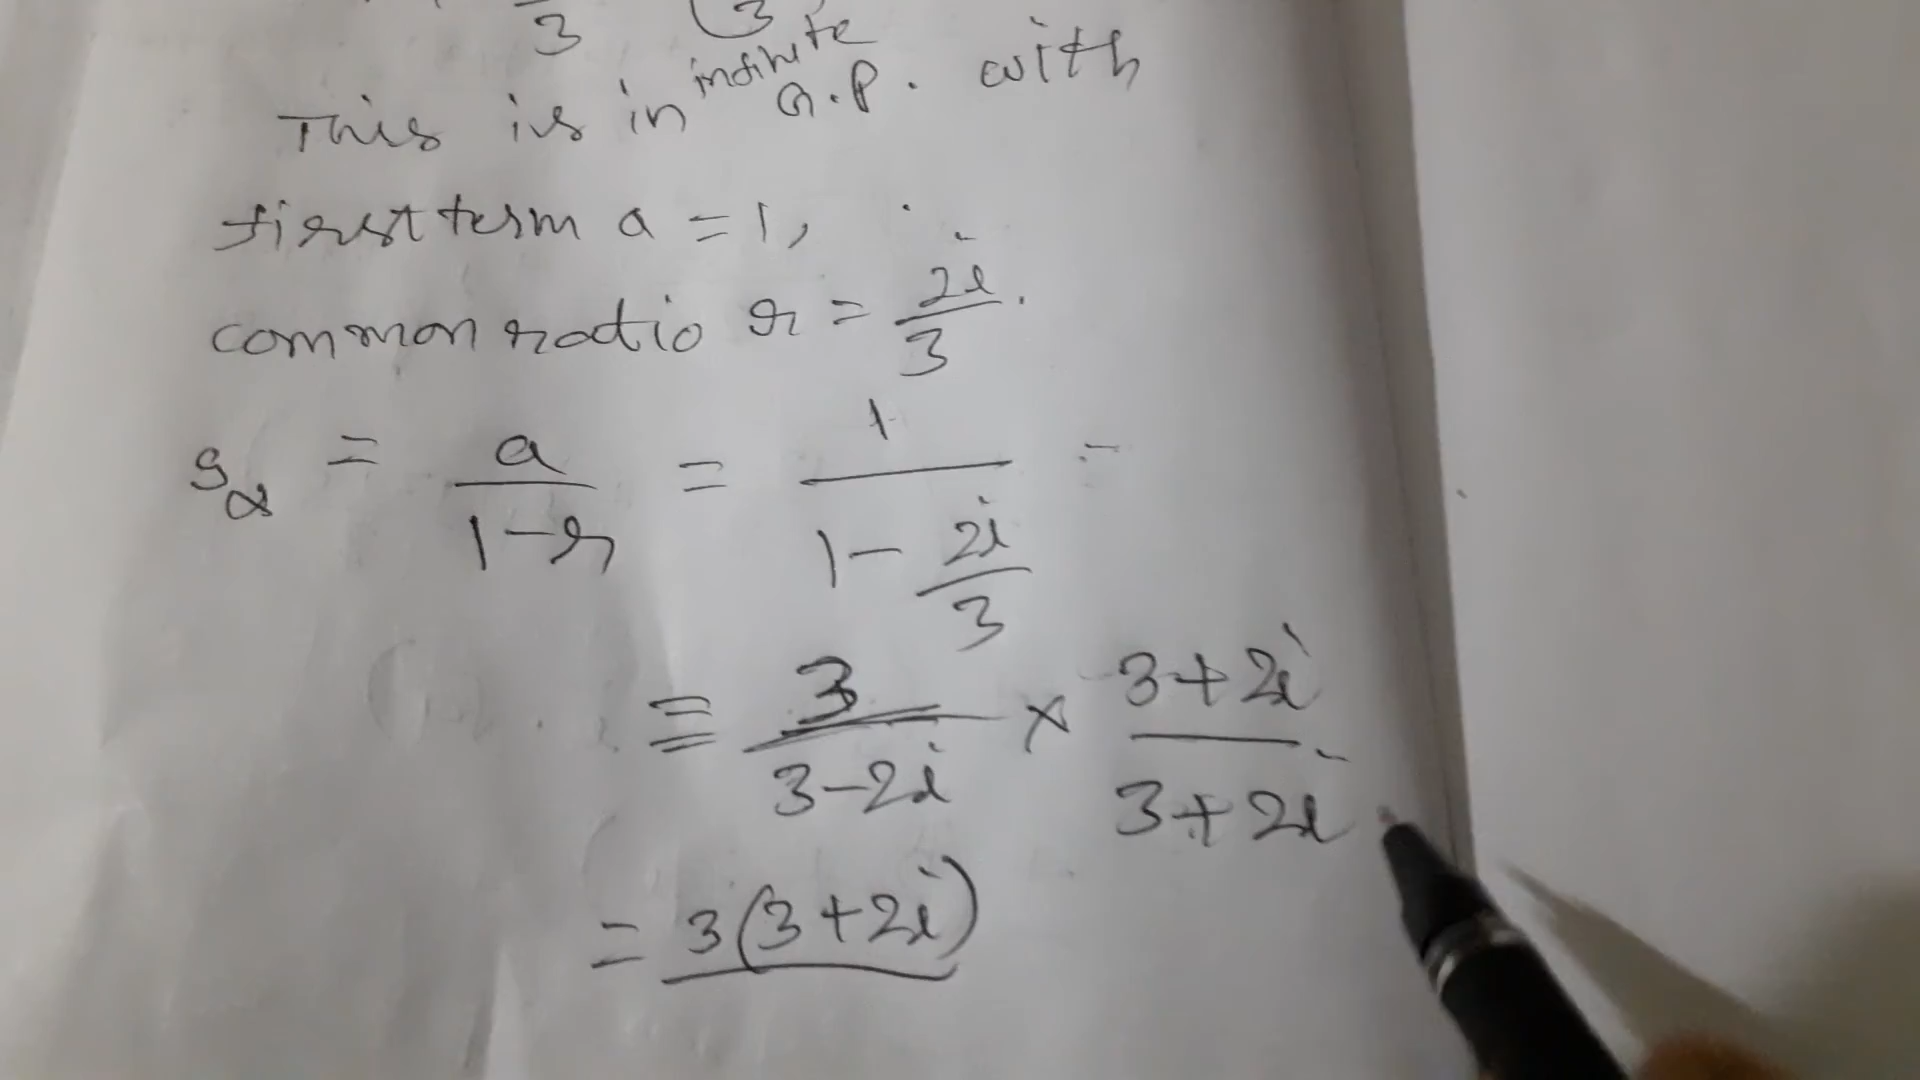 3 (3
infinite
This is in G.P. with
first term a = 1,
common ratio r = 2i/3.
S∞ = a/(1-r) = 1/(1 - 2i/3) =
= 3/(3-2i) × (3+2i)/(3+2i)
= 3(3+2i)